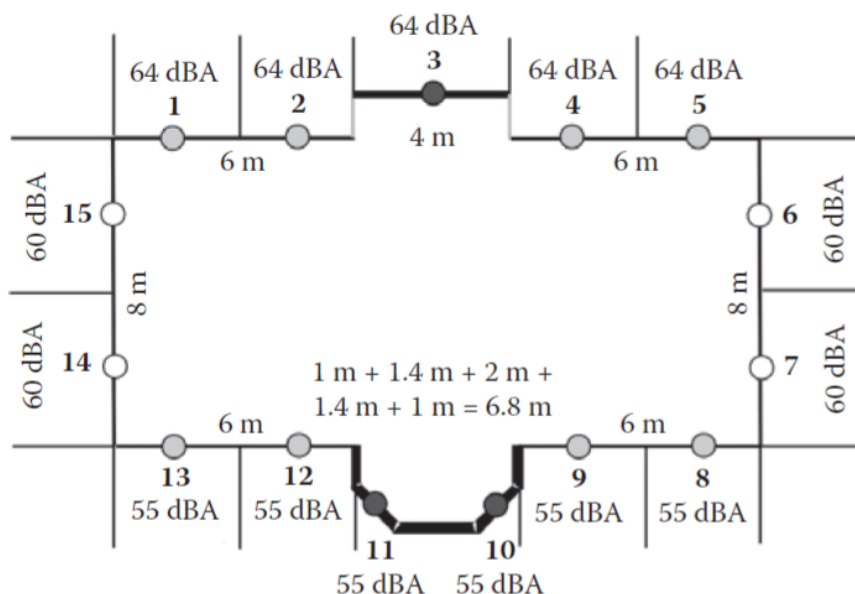 64 dBA
3
64 dBA
1
64 dBA
2
64 dBA
4
64 dBA
5
6 m
4 m
6 m
60 dBA
15
6
60 dBA
8 m
8 m
60 dBA
14
7
60 dBA
1 m + 1.4 m + 2 m +
1.4 m + 1 m = 6.8 m
6 m
6 m
13
55 dBA
12
55 dBA
9
55 dBA
8
55 dBA
11
55 dBA
10
55 dBA